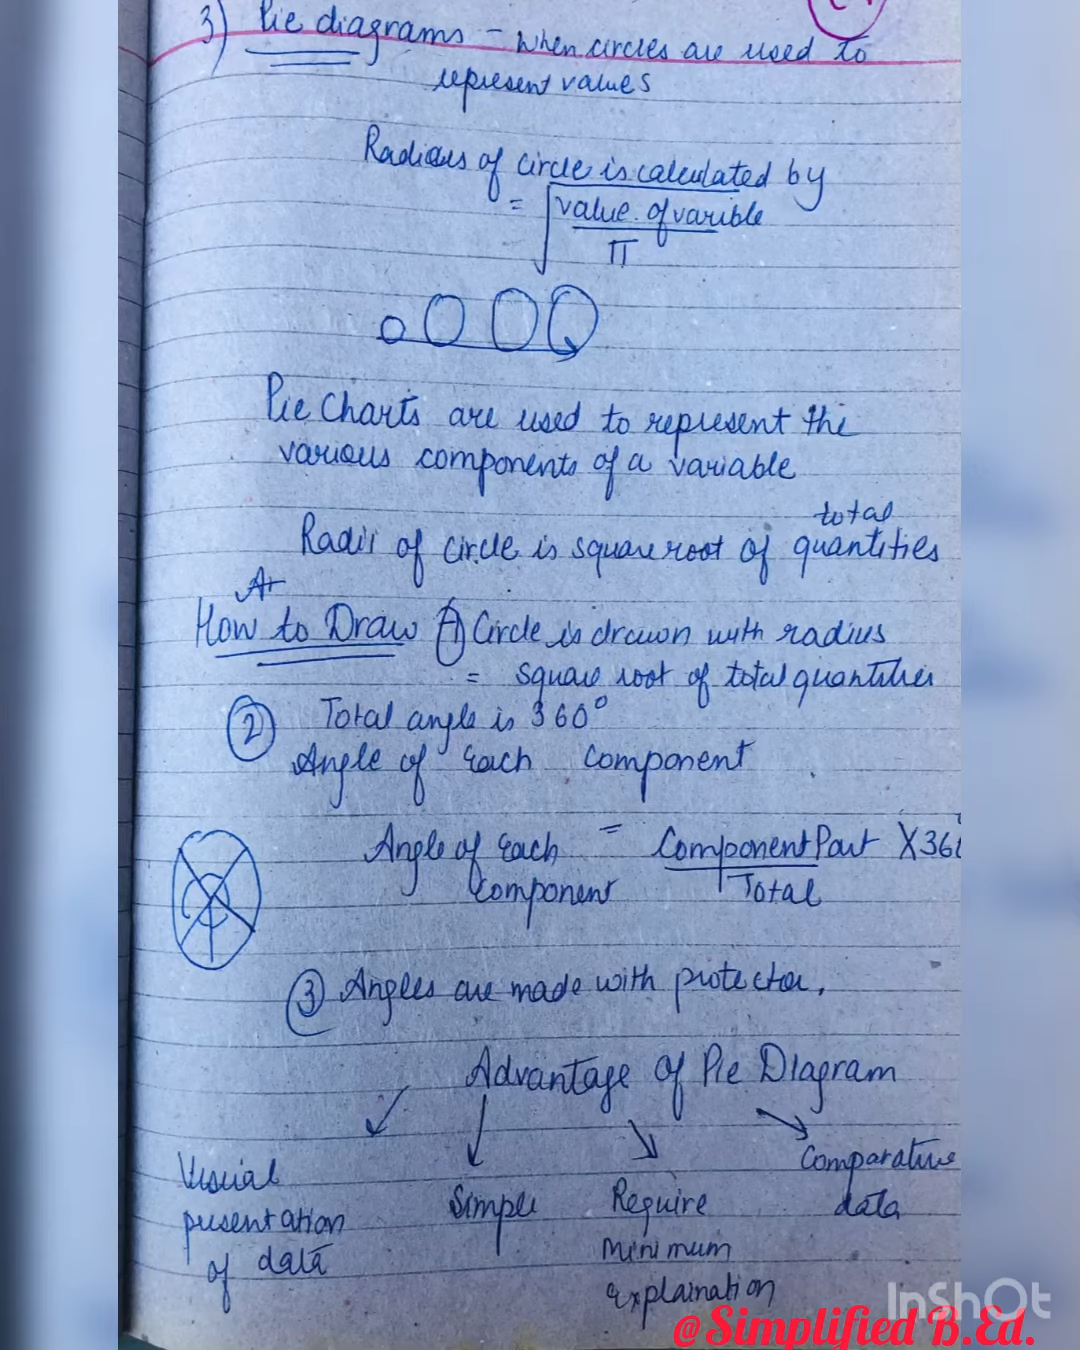 3) Pie diagrams - When circles are used to
represent values
Radious of circle is calculated by
= √value of varible
π
Pie Charts are used to represent the
various components of a variable
total
Radii of circle is square root of quantities
How to Draw ① Circle is drawn with radius
= square root of total quantities
② Total angle is 360°
Angle of each component
Angle of each = Component Part X 360
component Total
③ Angles are made with protector.
Advantage of Pie Diagram
Visual
presentation
of data
Simple
Require
minimum
explaination
Comparative
data
InShOt
@Simplified B.Ed.